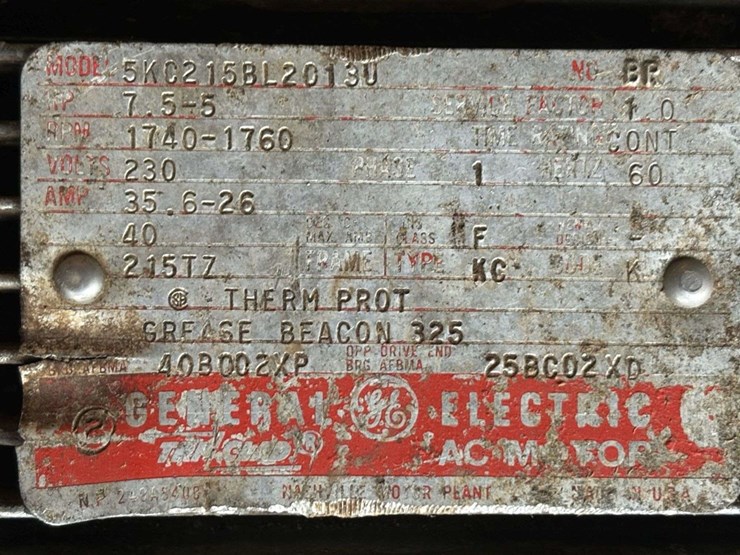 MODEL 5KC215BL2013U NO. BR
HP 7.5-5 SERVICE FACTOR 1.0
RPM 1740-1760 TIME RATING CONT
VOLTS 230 PHASE 1 HERTZ 60
AMP 35.6-26
40 MAX. AMB. CLASS F -
215TZ FRAME TYPE KC K
THERM PROT
GREASE BEACON 325
BRG AFBMA 40BC02XP OPP DRIVE END BRG AFBMA 25BC02XD
GENERAL GE ELECTRIC
TRI-CLAD® AC MOTOR
N.P. NASHVILLE MOTOR PLANT MADE IN U.S.A.